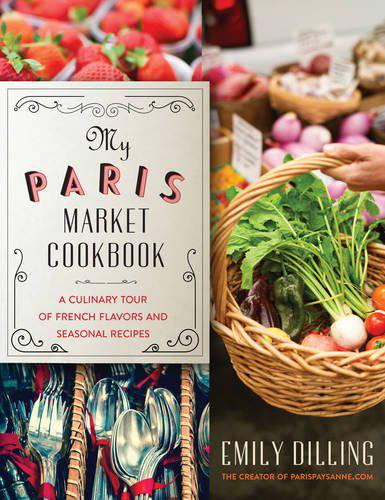 My
PARIS
MARKET
COOKBOOK
A CULINARY TOUR
OF FRENCH FLAVORS AND
SEASONAL RECIPES
EMILY DILLING
THE CREATOR OF PARISPAYSANNE.COM